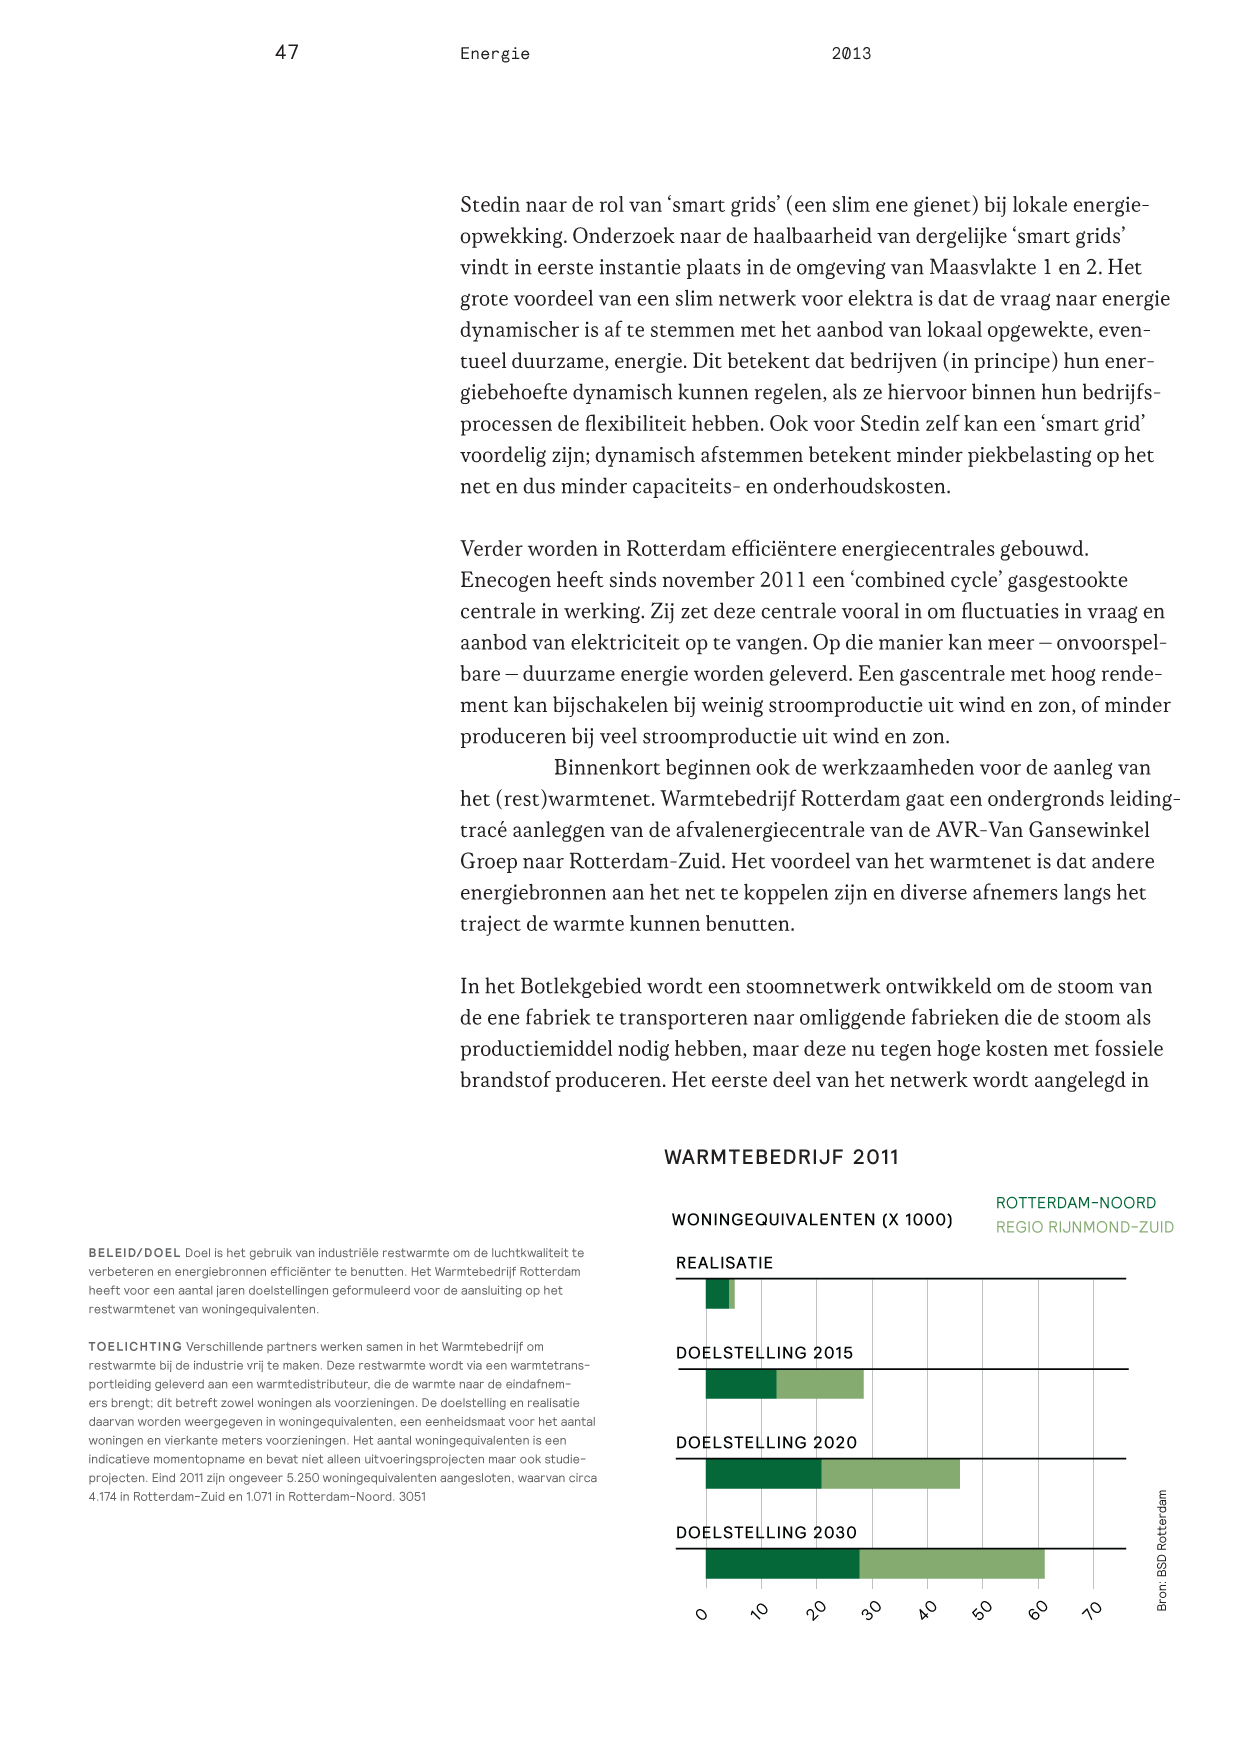 47
Energie
2013
Stedin naar de rol van ‘smart grids’ (een slim ene gienet) bij lokale energie-
opwekking. Onderzoek naar de haalbaarheid van dergelijke ‘smart grids’
vindt in eerste instantie plaats in de omgeving van Maasvlakte 1 en 2. Het
grote voordeel van een slim netwerk voor elektra is dat de vraag naar energie
dynamischer is af te stemmen met het aanbod van lokaal opgewekte, even-
tueel duurzame, energie. Dit betekent dat bedrijven (in principe) hun ener-
giebehoefte dynamisch kunnen regelen, als ze hiervoor binnen hun bedrijfs-
processen de flexibiliteit hebben. Ook voor Stedin zelf kan een ‘smart grid’
voordelig zijn; dynamisch afstemmen betekent minder piekbelasting op het
net en dus minder capaciteits- en onderhoudskosten.
Verder worden in Rotterdam efficiëntere energiecentrales gebouwd.
Enecogen heeft sinds november 2011 een ‘combined cycle’ gasgestookte
centrale in werking. Zij zet deze centrale vooral in om fluctuaties in vraag en
aanbod van elektriciteit op te vangen. Op die manier kan meer – onvoorspel-
bare – duurzame energie worden geleverd. Een gascentrale met hoog rende-
ment kan bijschakelen bij weinig stroomproductie uit wind en zon, of minder
produceren bij veel stroomproductie uit wind en zon.
Binnenkort beginnen ook de werkzaamheden voor de aanleg van
het (rest)warmtenet. Warmtebedrijf Rotterdam gaat een ondergronds leiding-
tracé aanleggen van de afvalenergiecentrale van de AVR-Van Gansewinkel
Groep naar Rotterdam-Zuid. Het voordeel van het warmtenet is dat andere
energiebronnen aan het net te koppelen zijn en diverse afnemers langs het
traject de warmte kunnen benutten.
In het Botlekgebied wordt een stoomnetwerk ontwikkeld om de stoom van
de ene fabriek te transporteren naar omliggende fabrieken die de stoom als
productiemiddel nodig hebben, maar deze nu tegen hoge kosten met fossiele
brandstof produceren. Het eerste deel van het netwerk wordt aangelegd in
BELEID/DOEL Doel is het gebruik van industriële restwarmte om de luchtkwaliteit te
verbeteren en energiebronnen efficiënter te benutten. Het Warmtebedrijf Rotterdam
heeft voor een aantal jaren doelstellingen geformuleerd voor de aansluiting op het
restwarmtenet van woningequivalenten.
TOELICHTING Verschillende partners werken samen in het Warmtebedrijf om
restwarmte bij de industrie vrij te maken. Deze restwarmte wordt via een warmtetrans-
portleiding geleverd aan een warmtedistributeur, die de warmte naar de eindafnem-
ers brengt; dit betreft zowel woningen als voorzieningen. De doelstelling en realisatie
daarvan worden weergegeven in woningequivalenten, een eenheidsmaat voor het aantal
woningen en vierkante meters voorzieningen. Het aantal woningequivalenten is een
indicatieve momentopname en bevat niet alleen uitvoeringsprojecten maar ook studie-
projecten. Eind 2011 zijn ongeveer 5.250 woningequivalenten aangesloten, waarvan circa
4.174 in Rotterdam-Zuid en 1.071 in Rotterdam-Noord. 3051
WARMTEBEDRIJF 2011
WONINGEQUIVALENTEN (X 1000)
ROTTERDAM-NOORD
REGIO RIJNMOND-ZUID
REALISATIE
DOELSTELLING 2015
DOELSTELLING 2020
DOELSTELLING 2030
0 10 20 30 40 50 60 70
Bron: BSD Rotterdam